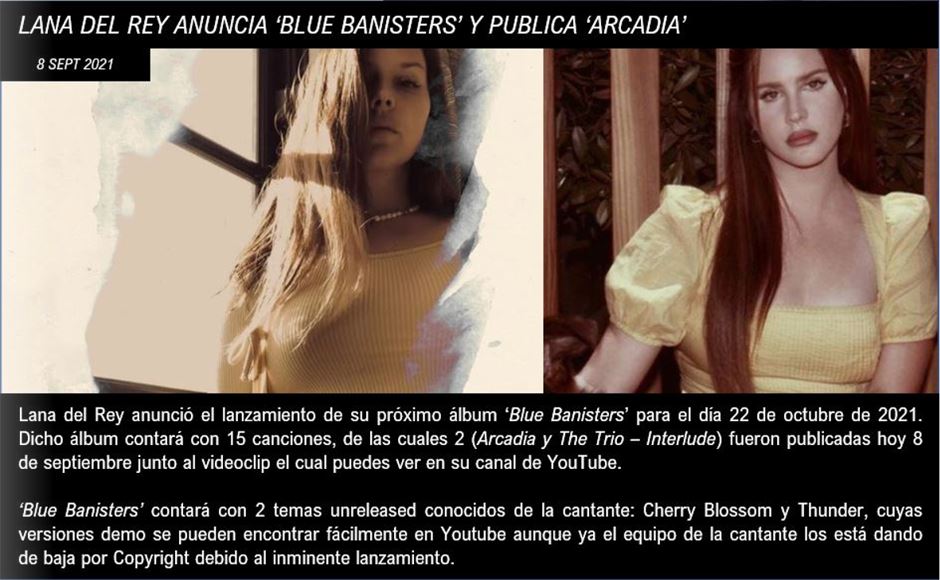 LANA DEL REY ANUNCIA ‘BLUE BANISTERS’ Y PUBLICA ‘ARCADIA’
8 SEPT 2021
Lana del Rey anunció el lanzamiento de su próximo álbum ‘Blue Banisters’ para el día 22 de octubre de 2021.
Dicho álbum contará con 15 canciones, de las cuales 2 (Arcadia y The Trio – Interlude) fueron publicadas hoy 8
de septiembre junto al videoclip el cual puedes ver en su canal de YouTube.
‘Blue Banisters’ contará con 2 temas unreleased conocidos de la cantante: Cherry Blossom y Thunder, cuyas
versiones demo se pueden encontrar fácilmente en Youtube aunque ya el equipo de la cantante los está dando
de baja por Copyright debido al inminente lanzamiento.